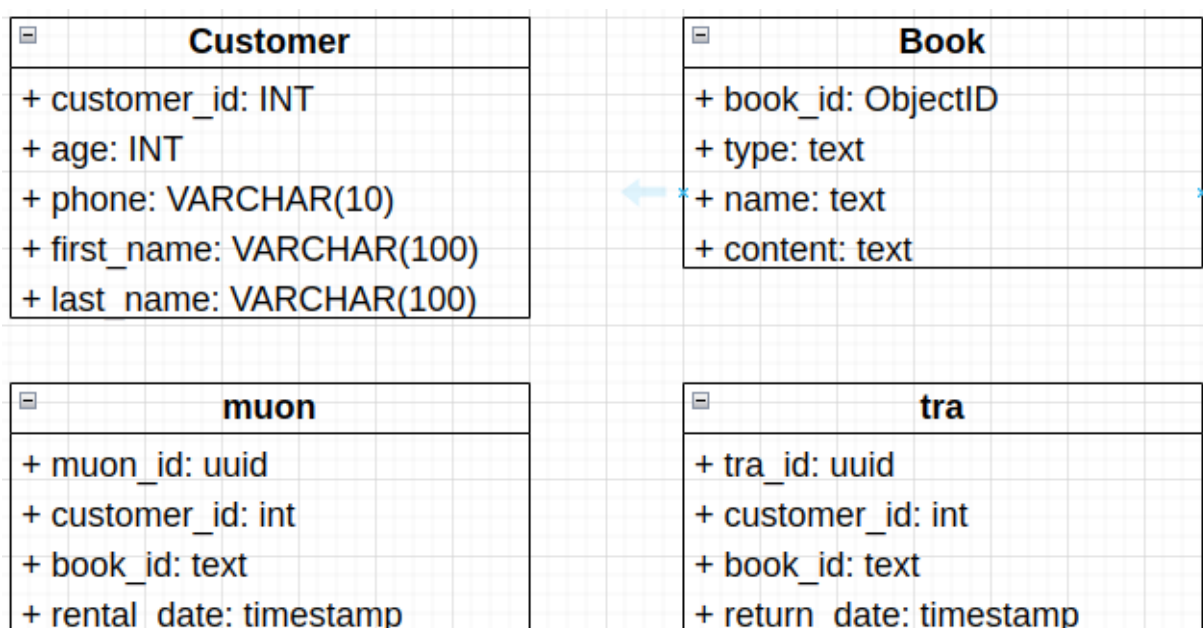 Customer
+ customer_id: INT
+ age: INT
+ phone: VARCHAR(10)
+ first_name: VARCHAR(100)
+ last_name: VARCHAR(100)
Book
+ book_id: ObjectID
+ type: text
+ name: text
+ content: text
muon
+ muon_id: uuid
+ customer_id: int
+ book_id: text
+ rental_date: timestamp
tra
+ tra_id: uuid
+ customer_id: int
+ book_id: text
+ return_date: timestamp